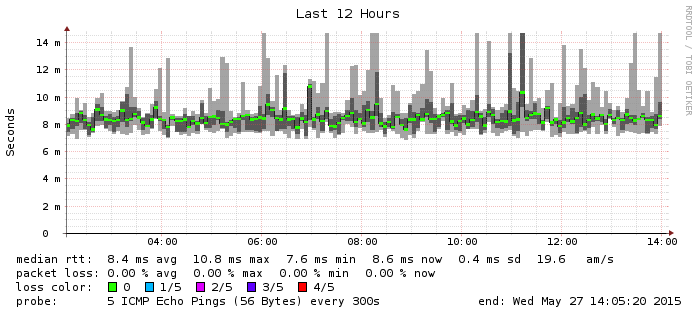 Last 12 Hours
RRDTOOL / TOBI OETIKER
Seconds
14 m
12 m
10 m
8 m
6 m
4 m
2 m
0
04:00 06:00 08:00 10:00 12:00 14:00
median rtt: 8.4 ms avg 10.8 ms max 7.6 ms min 8.6 ms now 0.4 ms sd 19.6 am/s
packet loss: 0.00 % avg 0.00 % max 0.00 % min 0.00 % now
loss color: 0 1/5 2/5 3/5 4/5
probe: 5 ICMP Echo Pings (56 Bytes) every 300s end: Wed May 27 14:05:20 2015